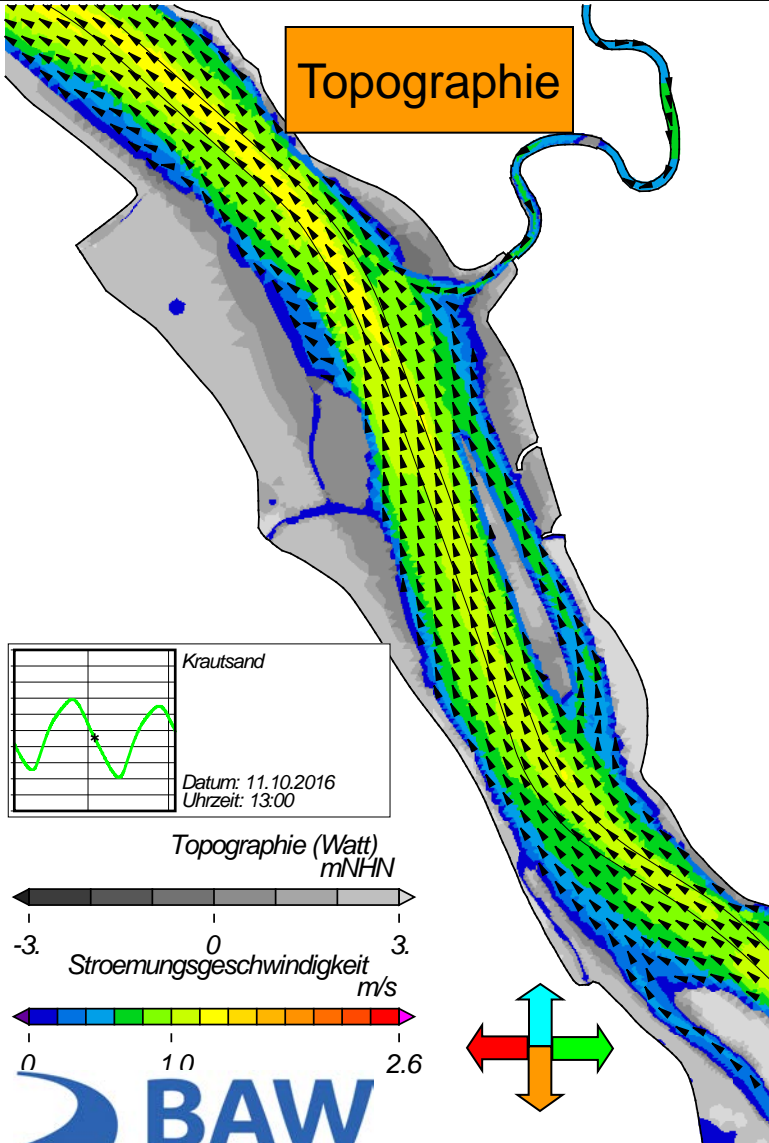 Topographie
Krautsand
Datum: 11.10.2016
Uhrzeit: 13:00
Topographie (Watt)
mNHN
-3. 0 3.
Stroemungsgeschwindigkeit
m/s
0 1.0 2.6
BAW